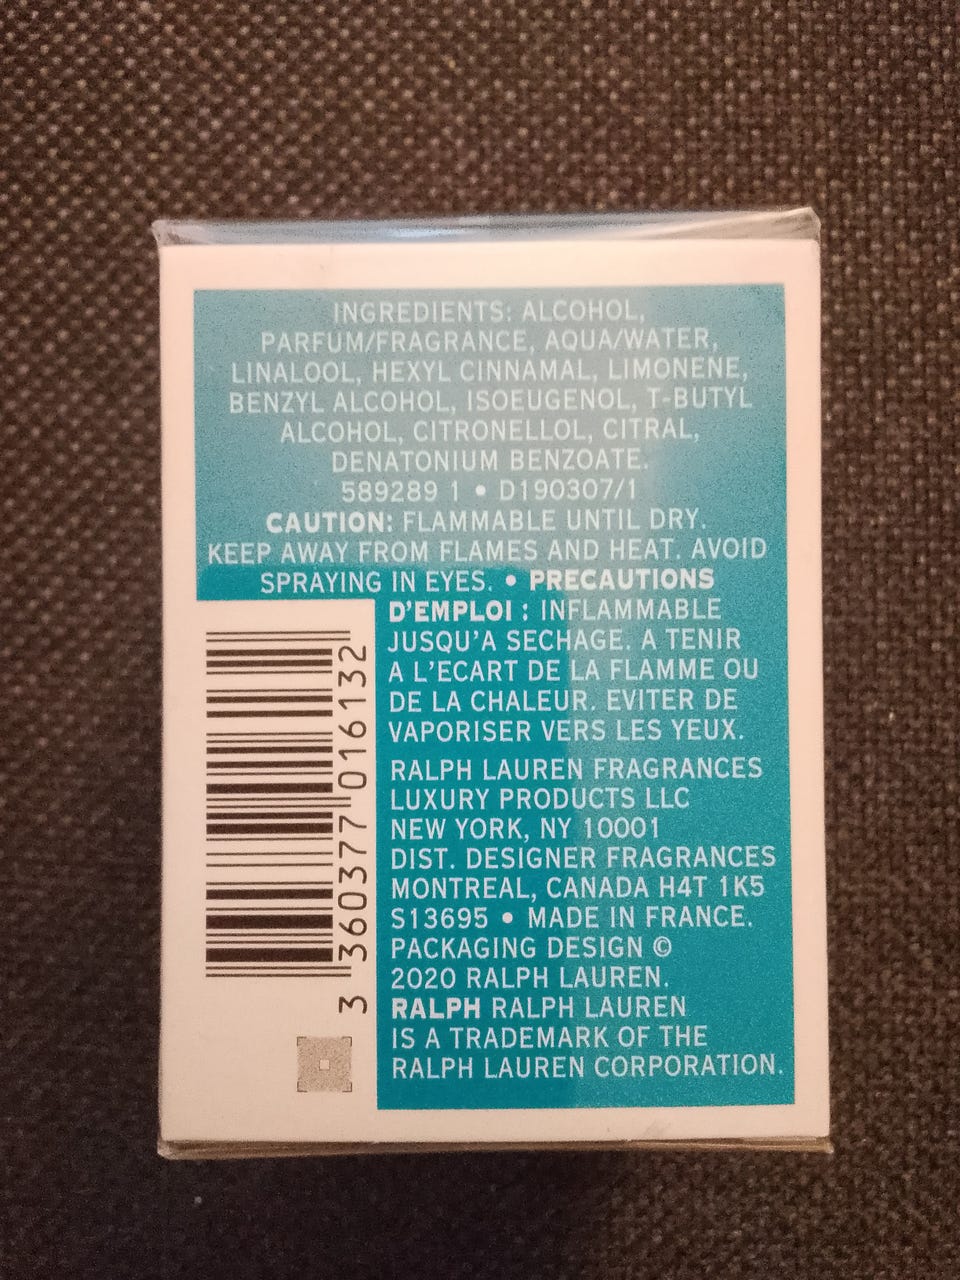 INGREDIENTS: ALCOHOL,
PARFUM/FRAGRANCE, AQUA/WATER,
LINALOOL, HEXYL CINNAMAL, LIMONENE,
BENZYL ALCOHOL, ISOEUGENOL, T-BUTYL
ALCOHOL, CITRONELLOL, CITRAL,
DENATONIUM BENZOATE.
589289 1 • D190307/1
CAUTION: FLAMMABLE UNTIL DRY.
KEEP AWAY FROM FLAMES AND HEAT. AVOID
SPRAYING IN EYES. • PRECAUTIONS
D'EMPLOI : INFLAMMABLE
JUSQU'A SECHAGE. A TENIR
A L'ECART DE LA FLAMME OU
DE LA CHALEUR. EVITER DE
VAPORISER VERS LES YEUX.
RALPH LAUREN FRAGRANCES
LUXURY PRODUCTS LLC
NEW YORK, NY 10001
DIST. DESIGNER FRAGRANCES
MONTREAL, CANADA H4T 1K5
S13695 • MADE IN FRANCE.
PACKAGING DESIGN ©
2020 RALPH LAUREN.
RALPH RALPH LAUREN
IS A TRADEMARK OF THE
RALPH LAUREN CORPORATION.
3 360377 016132